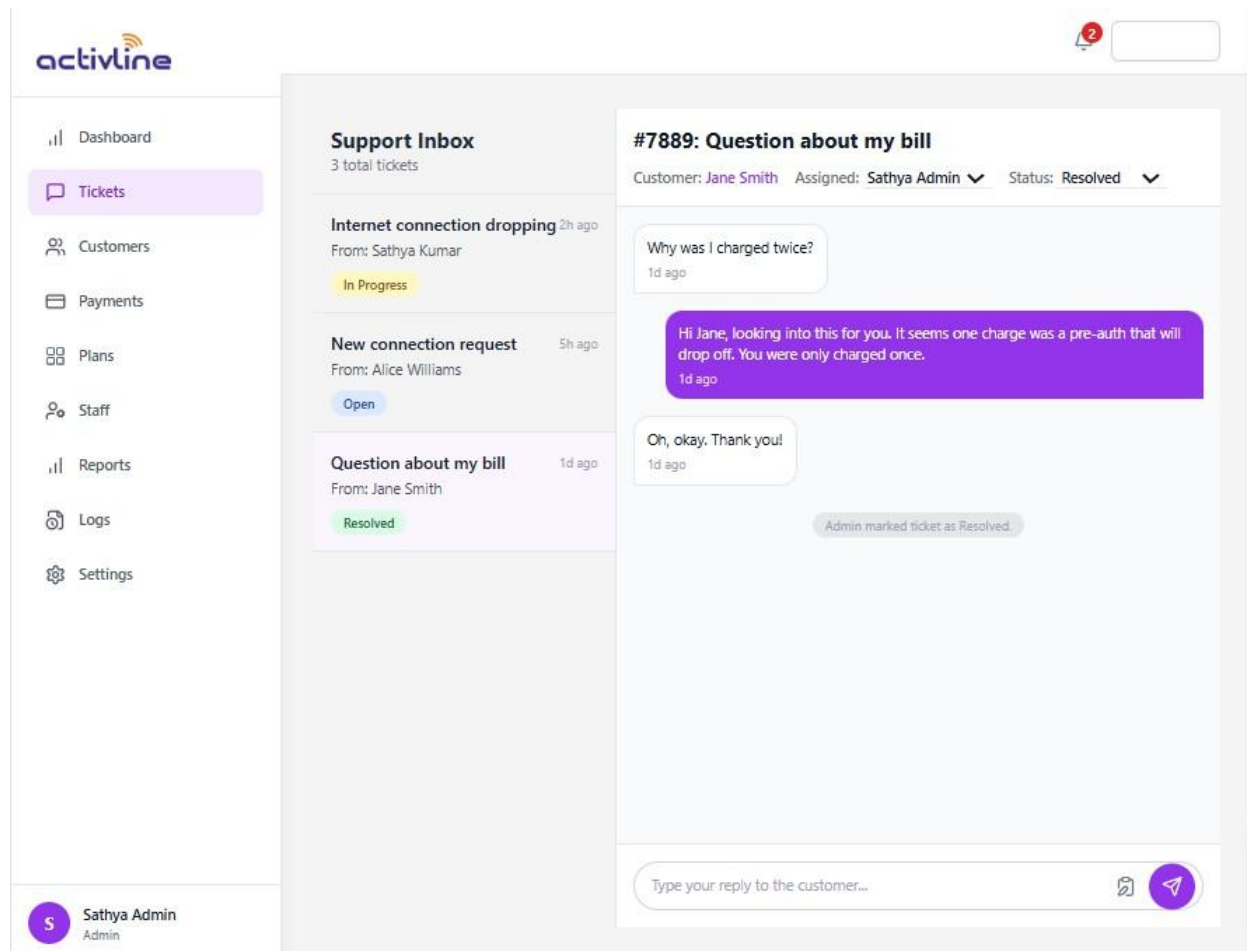 activline
2
Dashboard
Tickets
Customers
Payments
Plans
Staff
Reports
Logs
Settings
S
Sathya Admin
Admin
Support Inbox
3 total tickets
Internet connection dropping 2h ago
From: Sathya Kumar
In Progress
New connection request 5h ago
From: Alice Williams
Open
Question about my bill 1d ago
From: Jane Smith
Resolved
#7889: Question about my bill
Customer: Jane Smith Assigned: Sathya Admin Status: Resolved
Why was I charged twice?
1d ago
Hi Jane, looking into this for you. It seems one charge was a pre-auth that will
drop off. You were only charged once.
1d ago
Oh, okay. Thank you!
1d ago
Admin marked ticket as Resolved.
Type your reply to the customer...